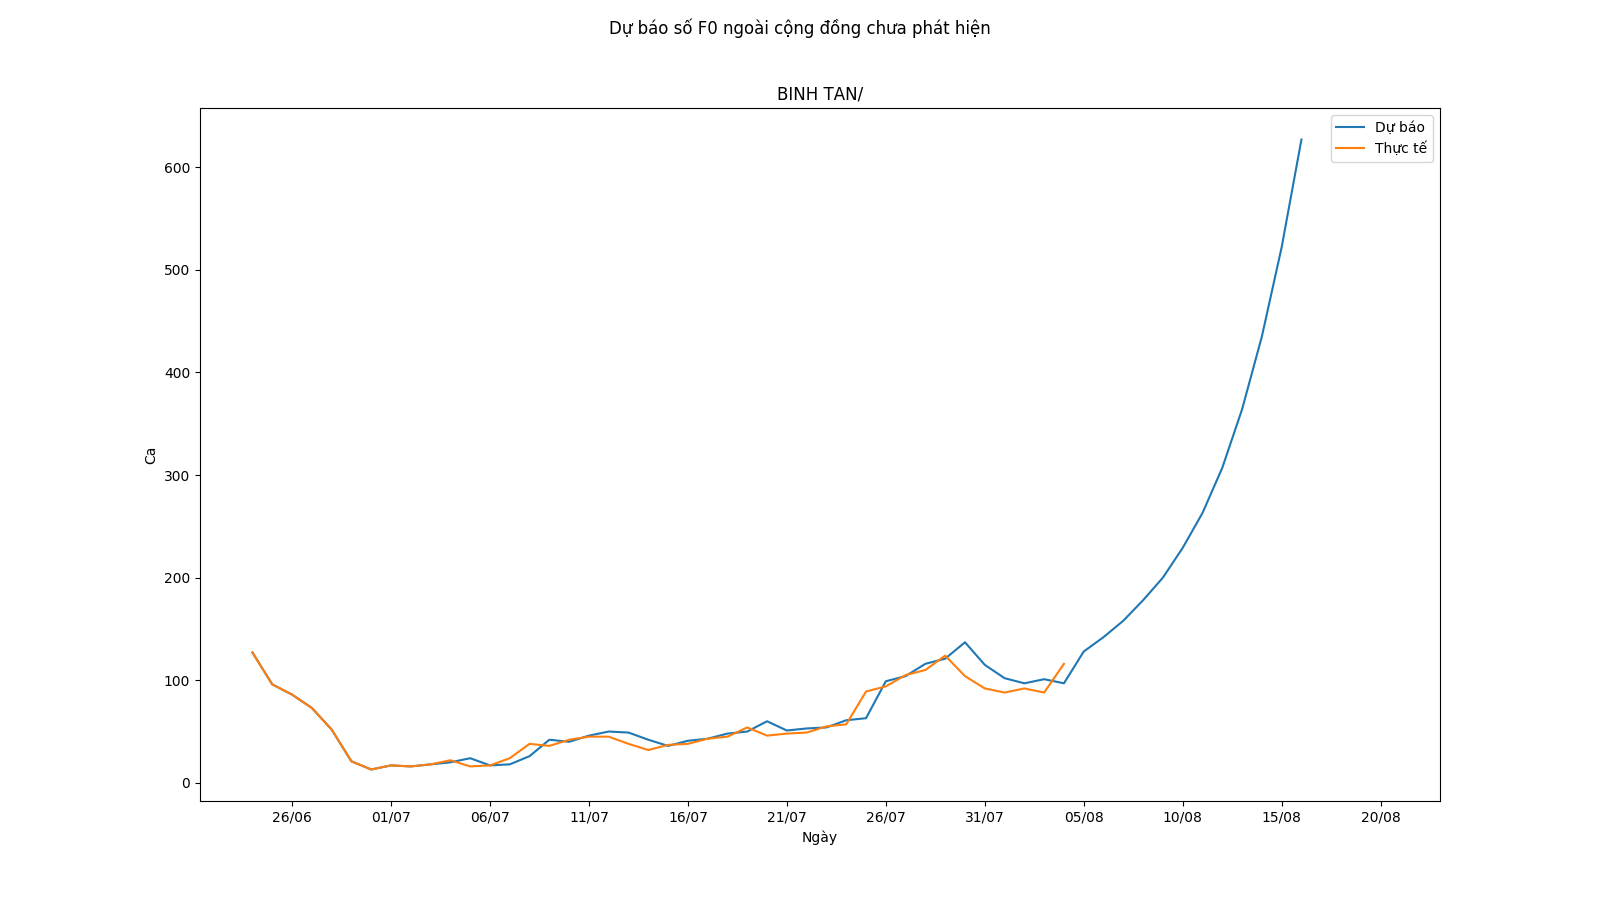 Dự báo số F0 ngoài cộng đồng chưa phát hiện
BINH TAN/
Dự báo
Thực tế
600
500
400
300
200
100
0
Ca
26/06 01/07 06/07 11/07 16/07 21/07 26/07 31/07 05/08 10/08 15/08 20/08
Ngày